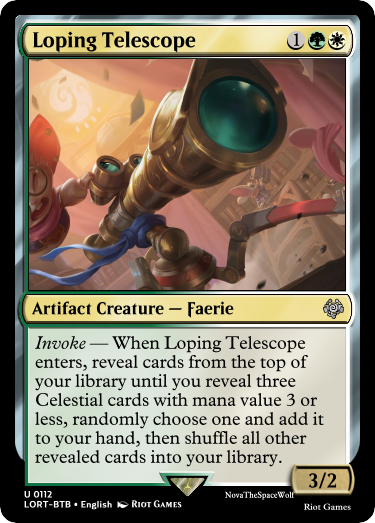 Loping Telescope 1
Artifact Creature — Faerie
Invoke — When Loping Telescope
enters, reveal cards from the top of
your library until you reveal three
Celestial cards with mana value 3 or
less, randomly choose one and add it
to your hand, then shuffle all other
revealed cards into your library.
3/2
U 0112
LORT-BTB • English RIOT GAMES
NovaTheSpaceWolf
Riot Games